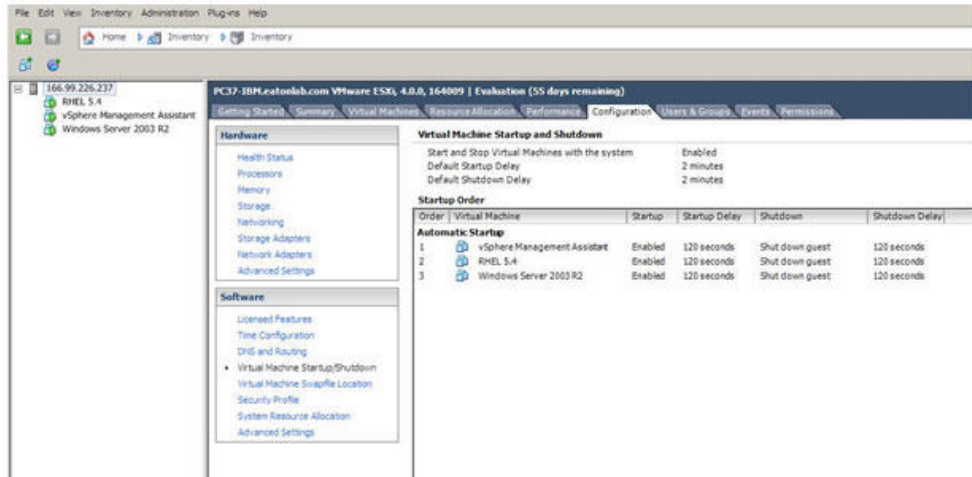 File Edit View Inventory Administration Plug-ins Help
Home Inventory Inventory
166.99.226.237
RHEL 5.4
vSphere Management Assistant
Windows Server 2003 R2
PC37-IBM.eatonlab.com VMware ESXi, 4.0.0, 164009 | Evaluation (55 days remaining)
Getting Started Summary Virtual Machines Resource Allocation Performance Configuration Users & Groups Events Permissions
Hardware
Health Status
Processors
Memory
Storage
Networking
Storage Adapters
Network Adapters
Advanced Settings
Software
Licensed Features
Time Configuration
DNS and Routing
Virtual Machine Startup/Shutdown
Virtual Machine Swapfile Location
Security Profile
System Resource Allocation
Advanced Settings
Virtual Machine Startup and Shutdown
Start and Stop Virtual Machines with the system Enabled
Default Startup Delay 2 minutes
Default Shutdown Delay 2 minutes
Startup Order
Order Virtual Machine Startup Startup Delay Shutdown Shutdown Delay
Automatic Startup
1 vSphere Management Assistant Enabled 120 seconds Shut down guest 120 seconds
2 RHEL 5.4 Enabled 120 seconds Shut down guest 120 seconds
3 Windows Server 2003 R2 Enabled 120 seconds Shut down guest 120 seconds